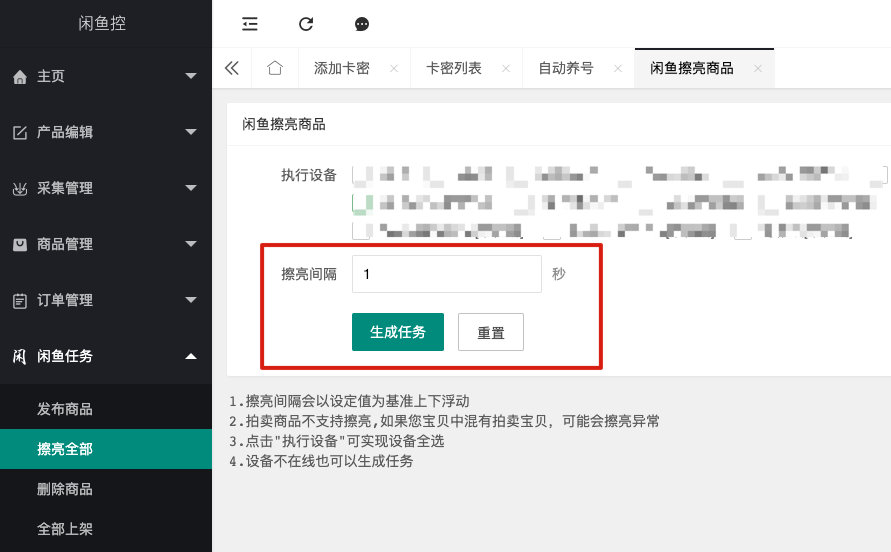 闲鱼控
主页
产品编辑
采集管理
商品管理
订单管理
闲鱼任务
发布商品
擦亮全部
删除商品
全部上架
添加卡密
卡密列表
自动养号
闲鱼擦亮商品
闲鱼擦亮商品
执行设备
擦亮间隔 1 秒
生成任务 重置
1.擦亮间隔会以设定值为基准上下浮动
2.拍卖商品不支持擦亮,如果您宝贝中混有拍卖宝贝，可能会擦亮异常
3.点击"执行设备"可实现设备全选
4.设备不在线也可以生成任务